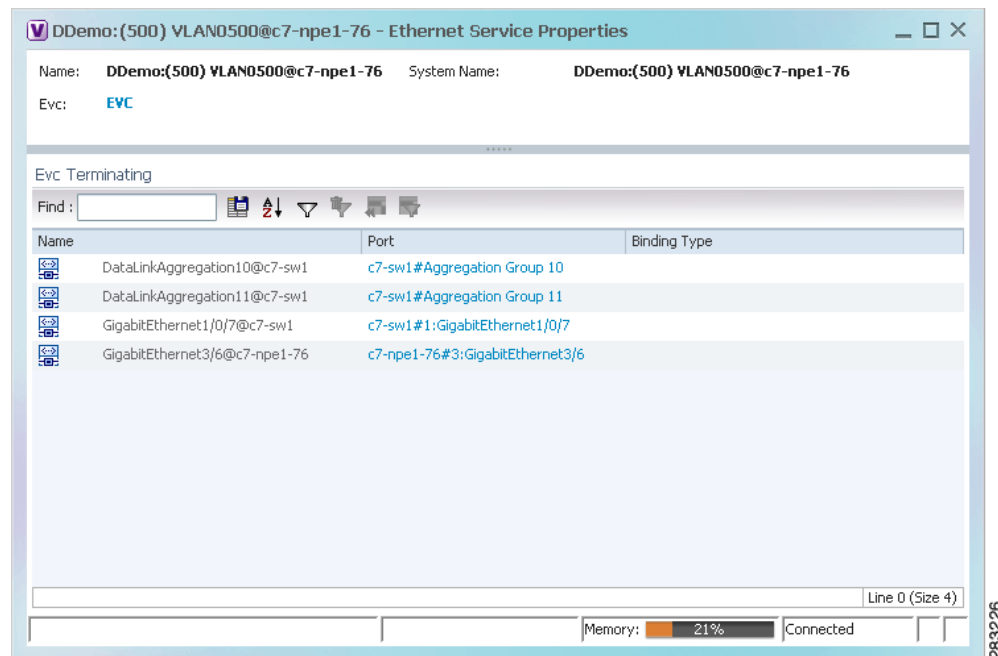 V DDemo:(500) VLAN0500@c7-npe1-76 - Ethernet Service Properties
Name: DDemo:(500) VLAN0500@c7-npe1-76 System Name: DDemo:(500) VLAN0500@c7-npe1-76
Evc: EVC
Evc Terminating
Find :
Name Port Binding Type
DataLinkAggregation10@c7-sw1 c7-sw1#Aggregation Group 10
DataLinkAggregation11@c7-sw1 c7-sw1#Aggregation Group 11
GigabitEthernet1/0/7@c7-sw1 c7-sw1#1:GigabitEthernet1/0/7
GigabitEthernet3/6@c7-npe1-76 c7-npe1-76#3:GigabitEthernet3/6
Line 0 (Size 4)
Memory: 21% Connected
283226